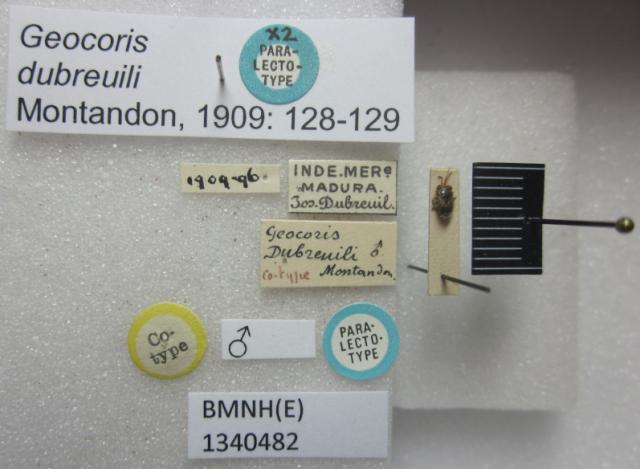 Geocoris
dubreuili
Montandon, 1909: 128-129
x2
PARA-
LECTO-
TYPE
1909-96.
INDE.MERe
MADURA.
Jos. Dubreuil.
Geocoris
Dubreuili ♂
co-type Montandon.
Co-
type
♂
PARA-
LECTO-
TYPE
BMNH(E)
1340482